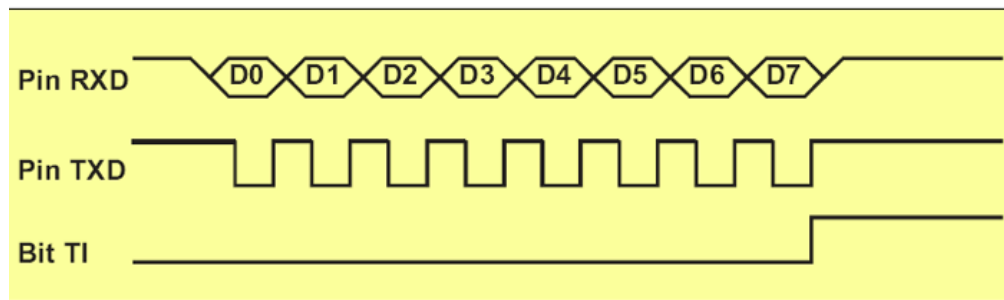 Pin RXD D0 D1 D2 D3 D4 D5 D6 D7
Pin TXD
Bit TI